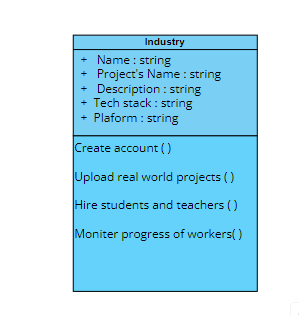 Industry
+ Name : string
+ Project's Name : string
+ Description : string
+ Tech stack : string
+ Plaform : string
Create account ( )
Upload real world projects ( )
Hire students and teachers ( )
Moniter progress of workers( )